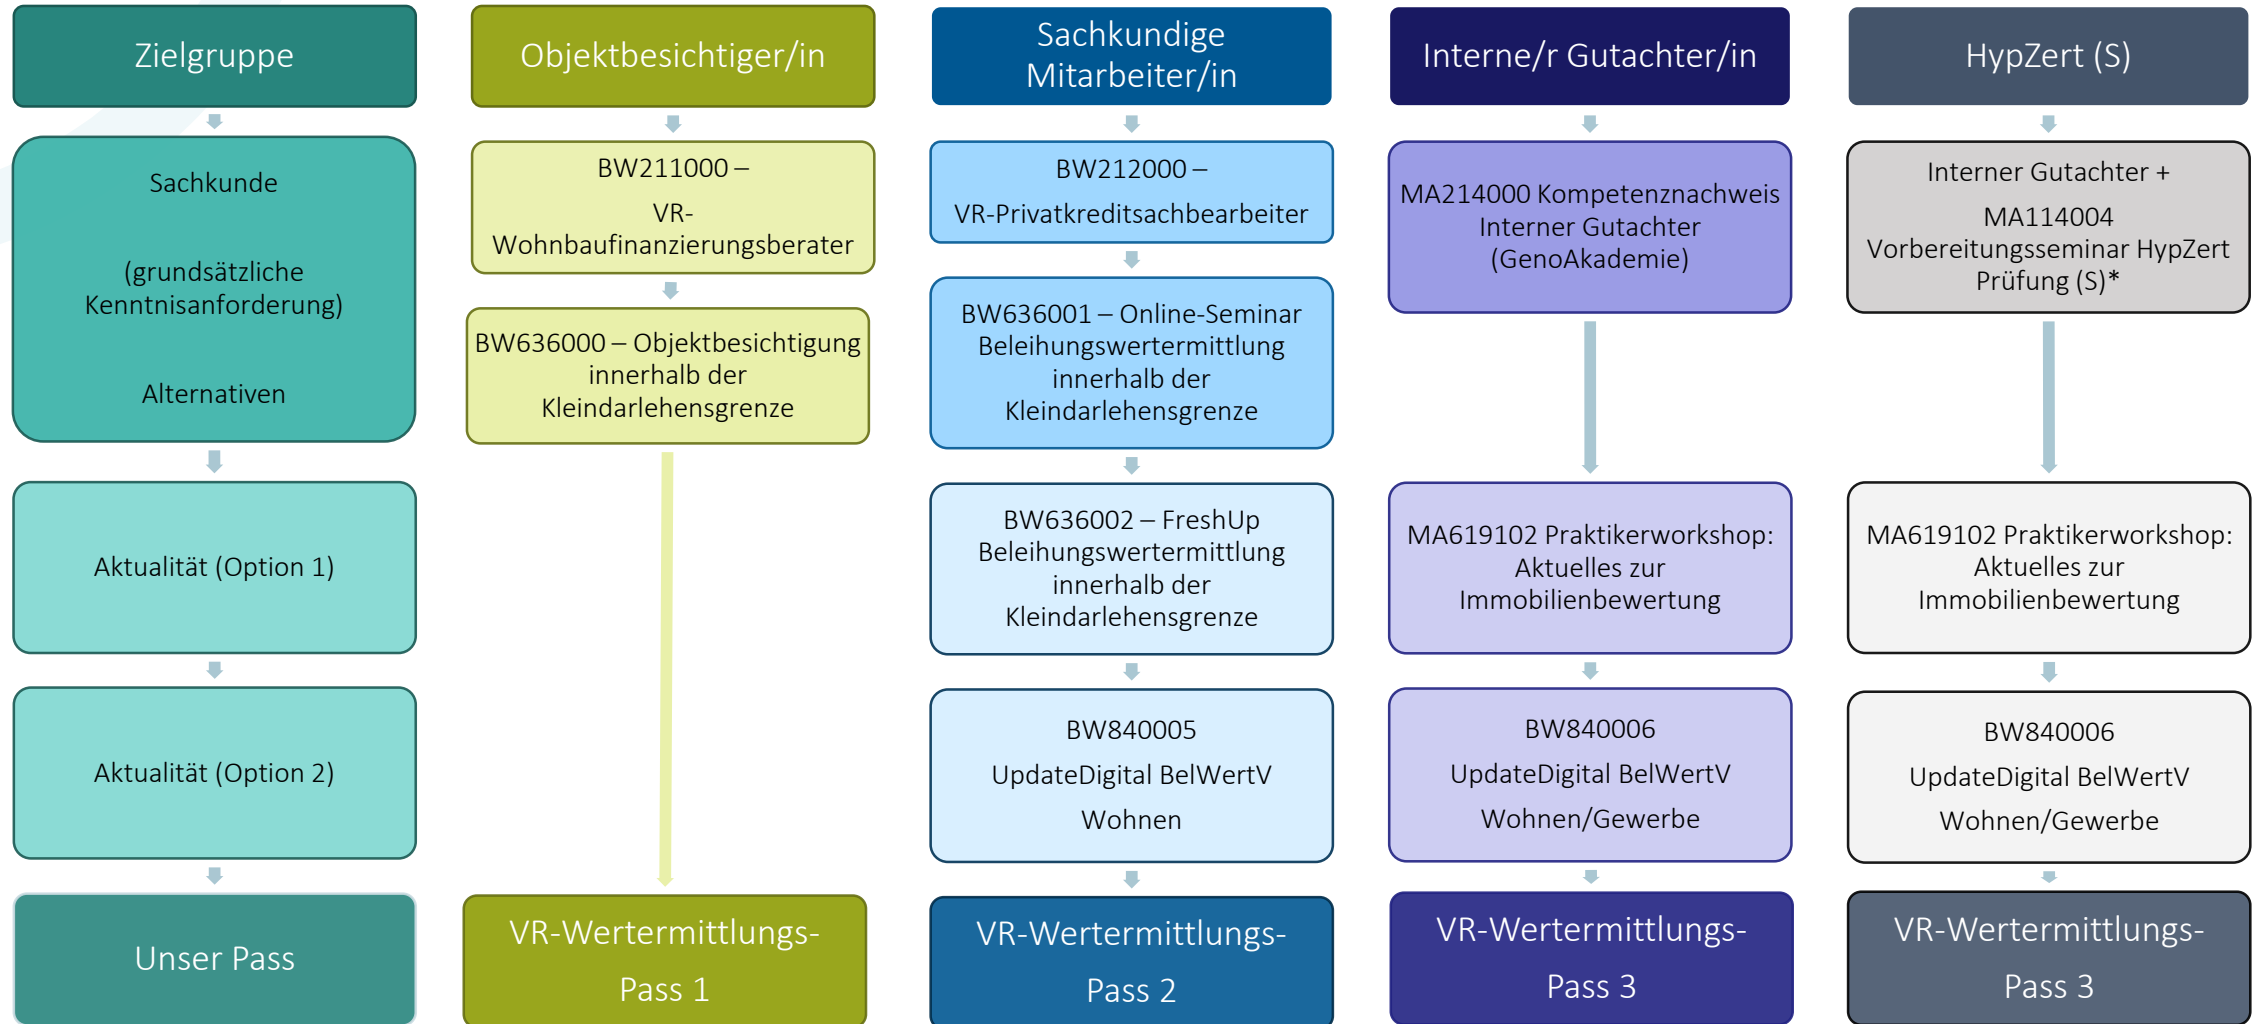 Zielgruppe
Sachkunde
(grundsätzliche
Kenntnisanforderung)
Alternativen
Aktualität (Option 1)
Aktualität (Option 2)
Unser Pass
Objektbesichtiger/in
BW211000 –
VR-
Wohnbaufinanzierungsberater
BW636000 – Objektbesichtigung
innerhalb der
Kleindarlehensgrenze
VR-Wertermittlungs-
Pass 1
Sachkundige
Mitarbeiter/in
BW212000 –
VR-Privatkreditsachbearbeiter
BW636001 – Online-Seminar
Beleihungswertermittlung
innerhalb der
Kleindarlehensgrenze
BW636002 – FreshUp
Beleihungswertermittlung
innerhalb der
Kleindarlehensgrenze
BW840005
UpdateDigital BelWertV
Wohnen
VR-Wertermittlungs-
Pass 2
Interne/r Gutachter/in
MA214000 Kompetenznachweis
Interner Gutachter
(GenoAkademie)
MA619102 Praktikerworkshop:
Aktuelles zur
Immobilienbewertung
BW840006
UpdateDigital BelWertV
Wohnen/Gewerbe
VR-Wertermittlungs-
Pass 3
HypZert (S)
Interner Gutachter +
MA114004
Vorbereitungsseminar HypZert
Prüfung (S)*
MA619102 Praktikerworkshop:
Aktuelles zur
Immobilienbewertung
BW840006
UpdateDigital BelWertV
Wohnen/Gewerbe
VR-Wertermittlungs-
Pass 3